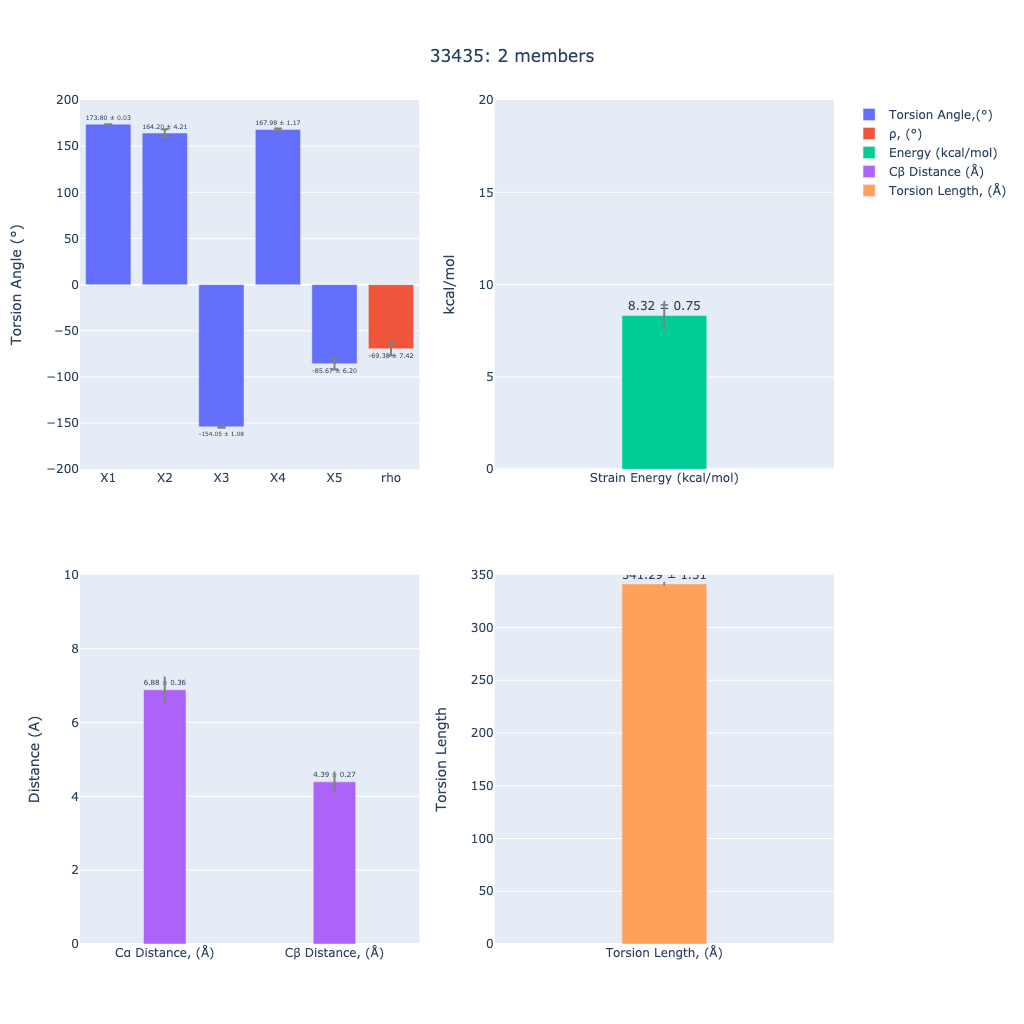 33435: 2 members
Torsion Angle,(°)
ρ, (°)
Energy (kcal/mol)
Cβ Distance (Å)
Torsion Length, (Å)
Torsion Angle (°)
200
150
100
50
0
−50
−100
−150
−200
173.80 ± 0.03
164.20 ± 4.21
-154.05 ± 1.08
167.98 ± 1.17
-85.67 ± 6.20
-69.38 ± 7.42
X1 X2 X3 X4 X5 rho
kcal/mol
20
15
10
5
0
8.32 ± 0.75
Strain Energy (kcal/mol)
Distance (A)
10
8
6
4
2
0
6.88 ± 0.36
4.39 ± 0.27
Cα Distance, (Å) Cβ Distance, (Å)
Torsion Length
350
300
250
200
150
100
50
0
341.29 ± 1.51
Torsion Length, (Å)